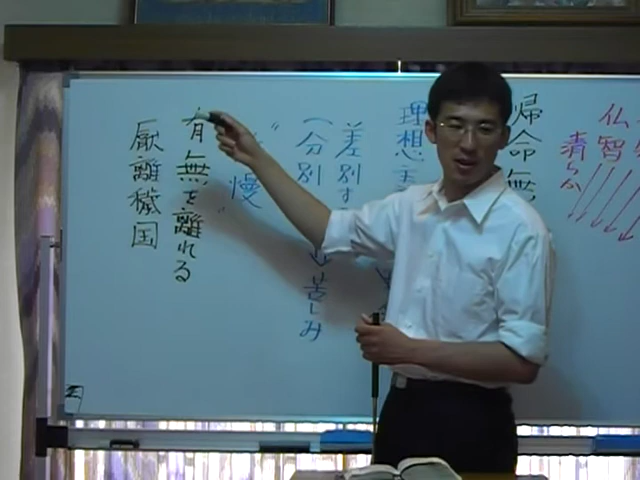 仏智
清らか
帰命無
理想主
差別す
（分別
苦しみ
慢
有無を離れる
厭離穢国